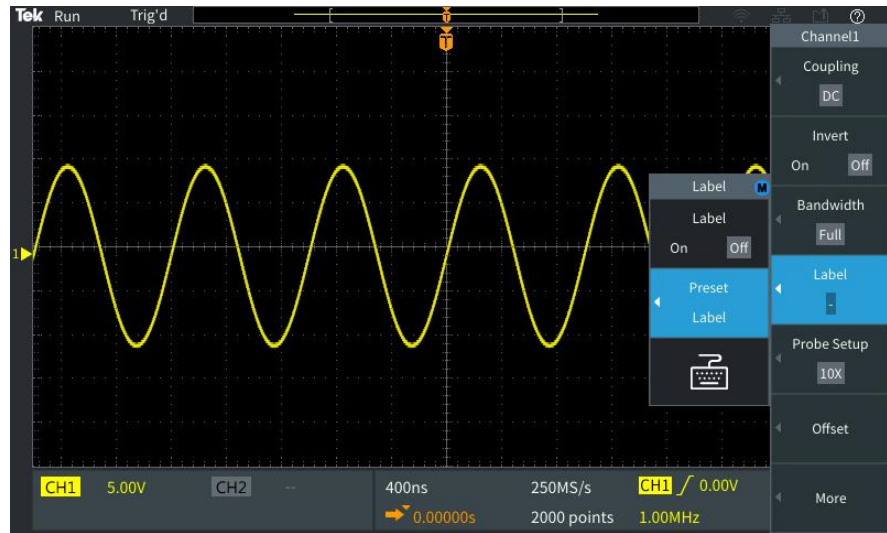 Tek Run Trig'd
T
T
Channel1
Coupling
DC
Invert
On Off
Bandwidth
Full
Label
-
Probe Setup
10X
Offset
More
Label M
Label
On Off
Preset
Label
1
CH1 5.00V CH2 -- 400ns 250MS/s CH1 0.00V
0.00000s 2000 points 1.00MHz